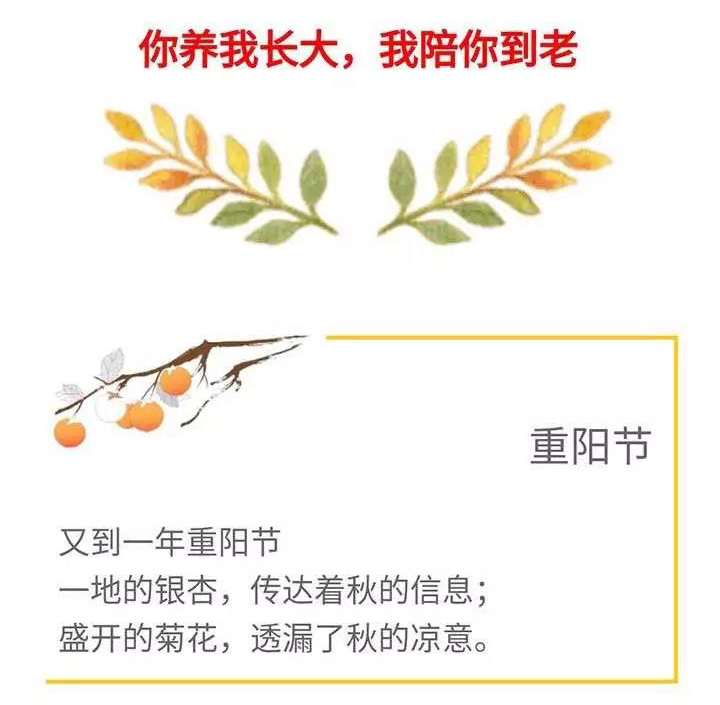 你养我长大，我陪你到老
重阳节
又到一年重阳节
一地的银杏，传达着秋的信息；
盛开的菊花，透漏了秋的凉意。